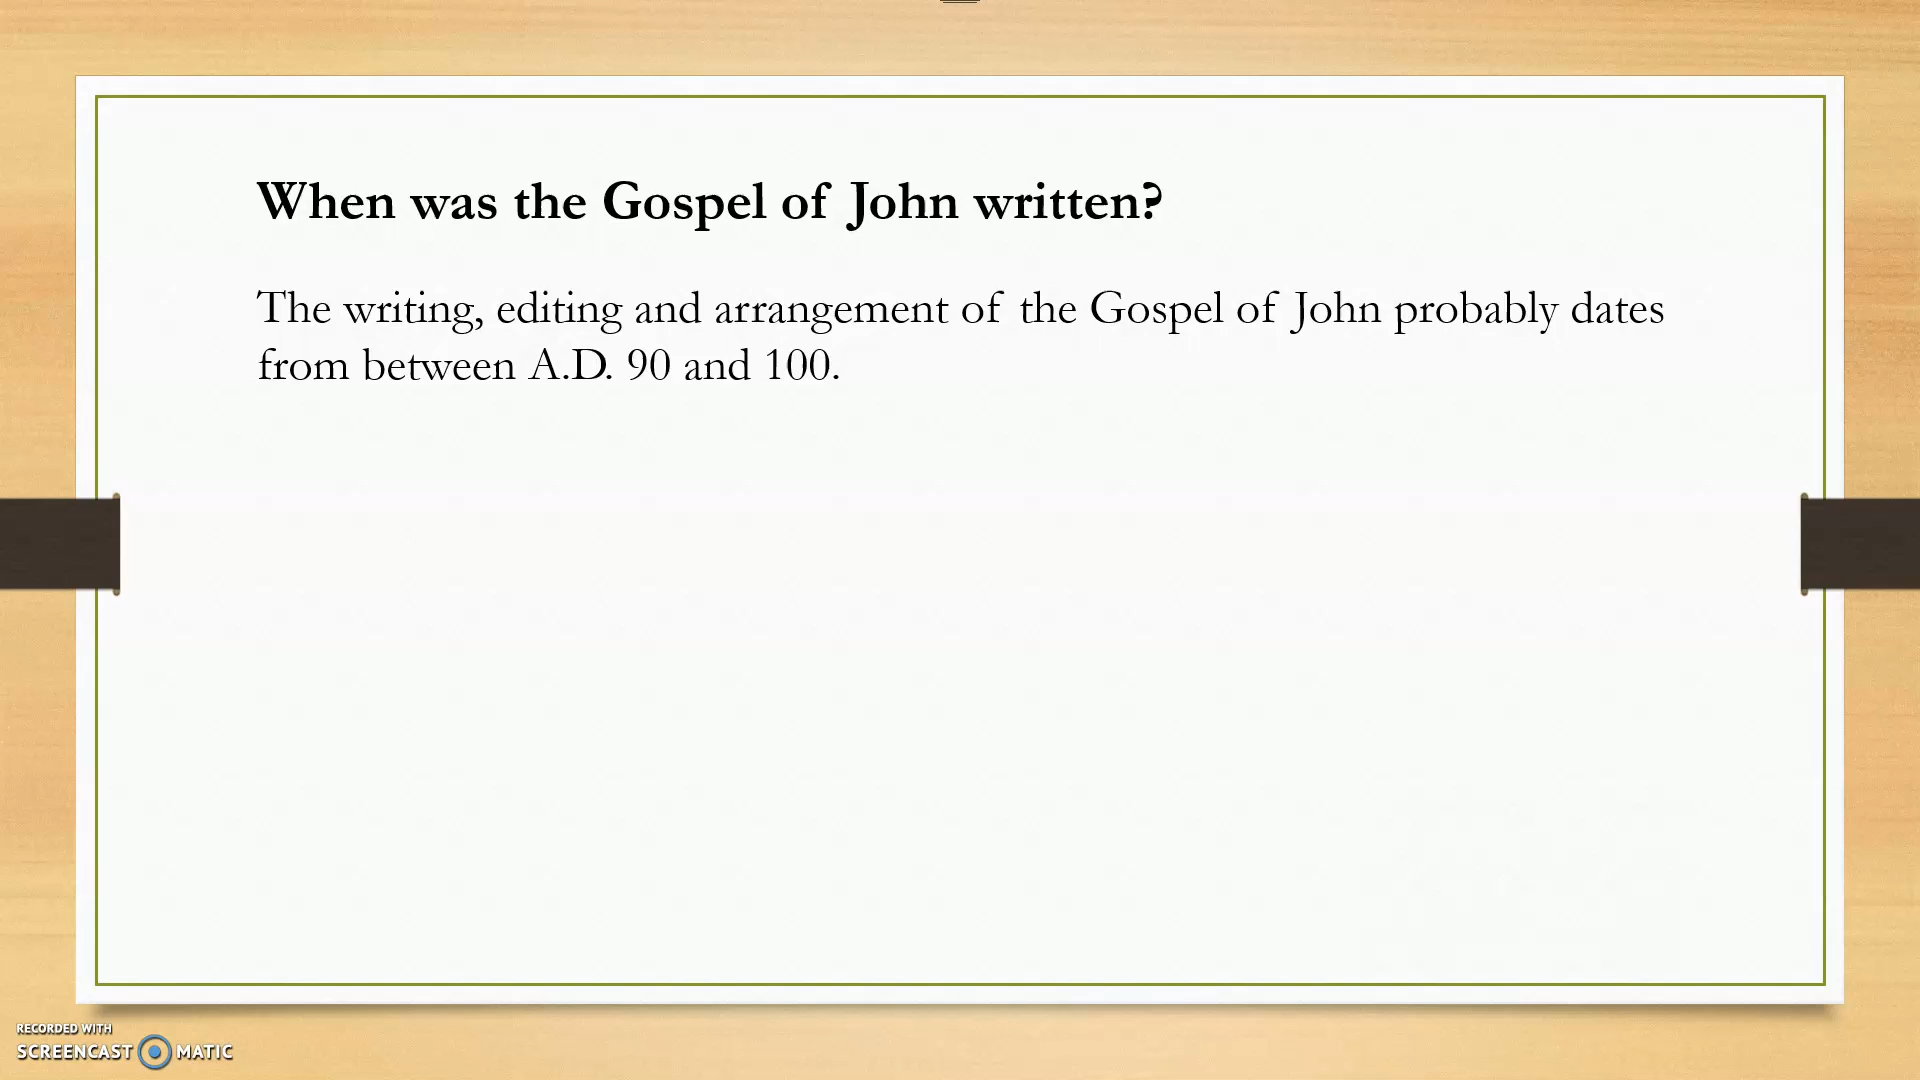 When was the Gospel of John written?
The writing, editing and arrangement of the Gospel of John probably dates
from between A.D. 90 and 100.
RECORDED WITH
SCREENCAST MATIC